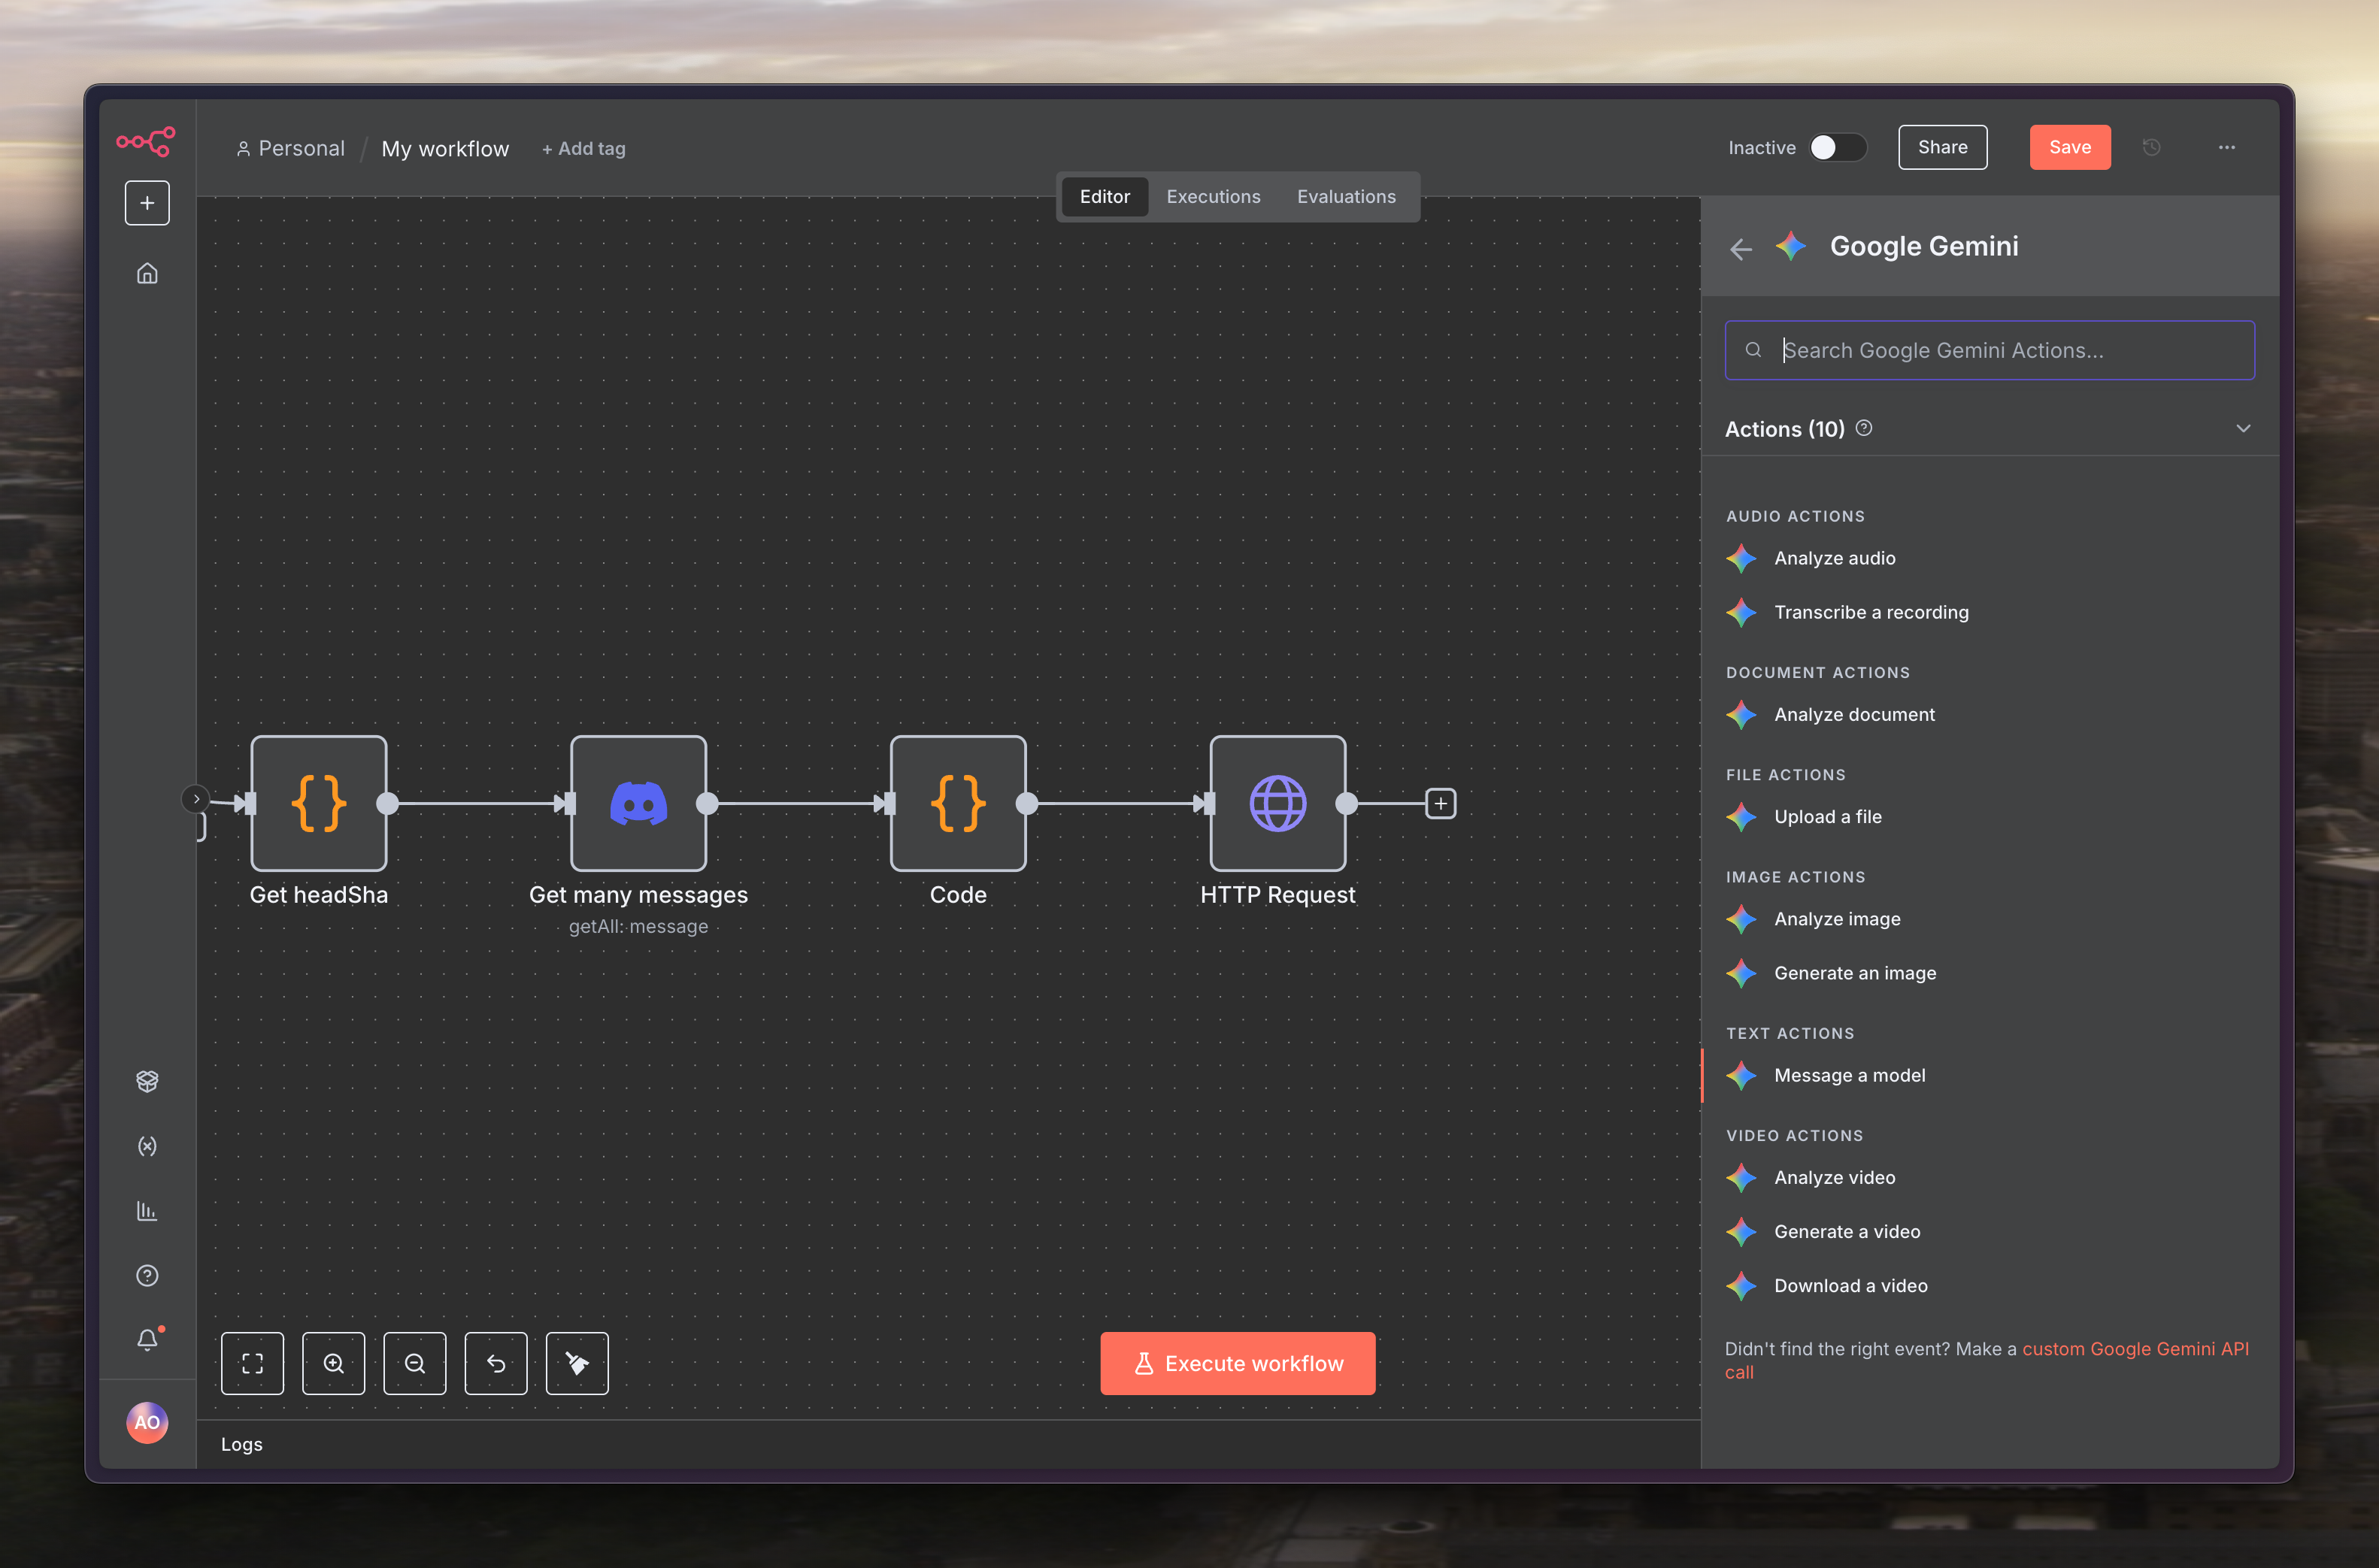 Personal / My workflow + Add tag
Inactive
Share
Save
Editor
Executions
Evaluations
Google Gemini
Search Google Gemini Actions...
Actions (10)
AUDIO ACTIONS
Analyze audio
Transcribe a recording
DOCUMENT ACTIONS
Analyze document
FILE ACTIONS
Upload a file
IMAGE ACTIONS
Analyze image
Generate an image
TEXT ACTIONS
Message a model
VIDEO ACTIONS
Analyze video
Generate a video
Download a video
Didn't find the right event? Make a custom Google Gemini API
call
{}
{}
Get headSha
Get many messages
getAll: message
Code
HTTP Request
Execute workflow
AO
Logs